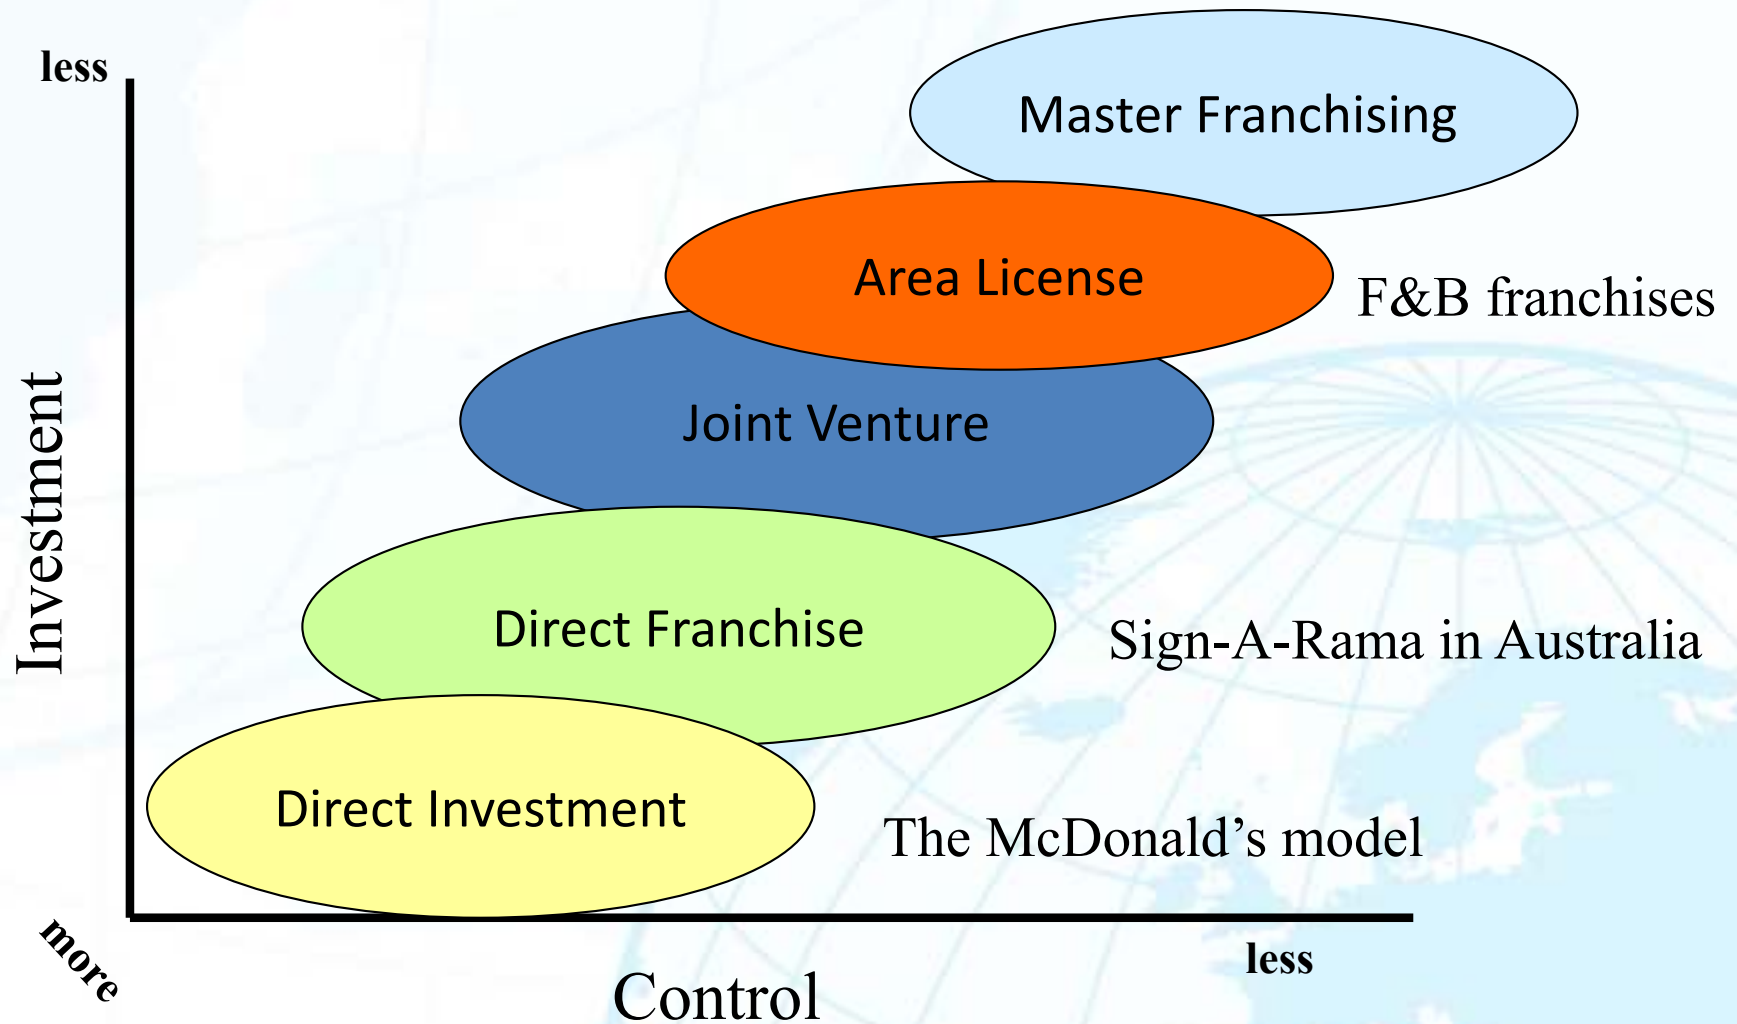 less
Master Franchising
Area License
F&B franchises
Joint Venture
Investment
Direct Franchise
Sign-A-Rama in Australia
Direct Investment
The McDonald’s model
more
less
Control